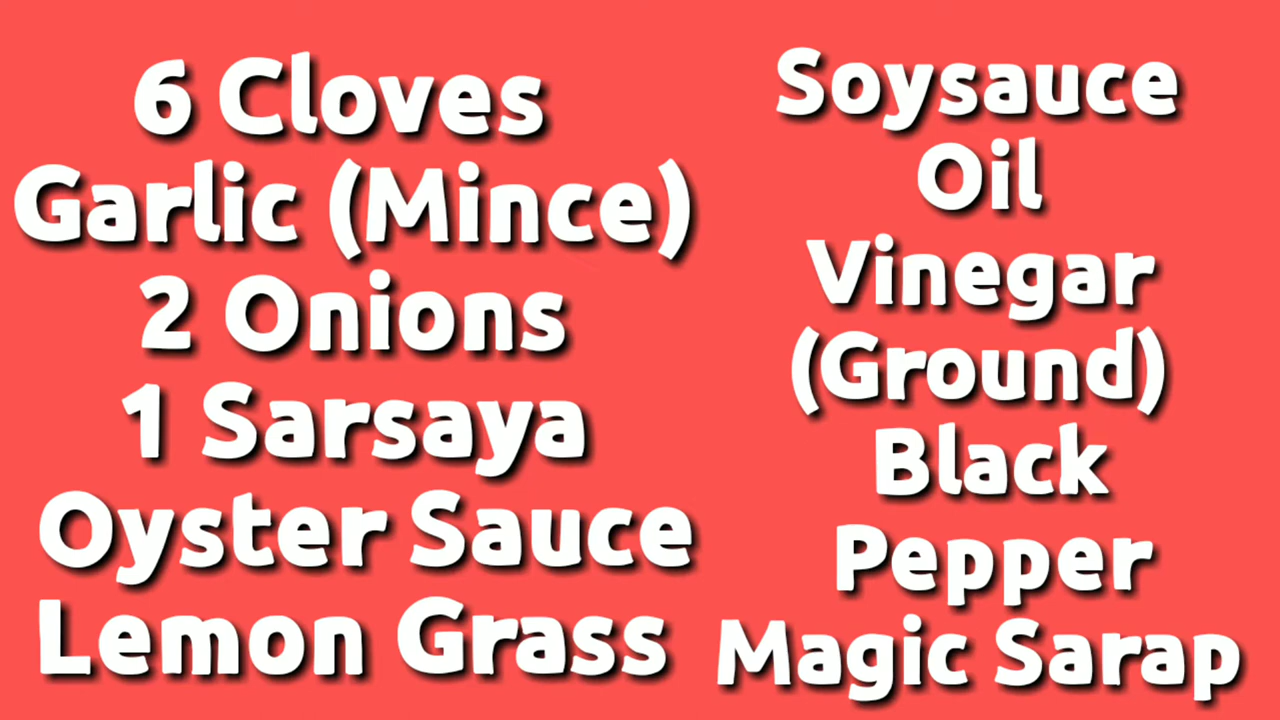 6 Cloves
Garlic (Mince)
2 Onions
1 Sarsaya
Oyster Sauce
Lemon Grass
Soysauce
Oil
Vinegar
(Ground)
Black
Pepper
Magic Sarap